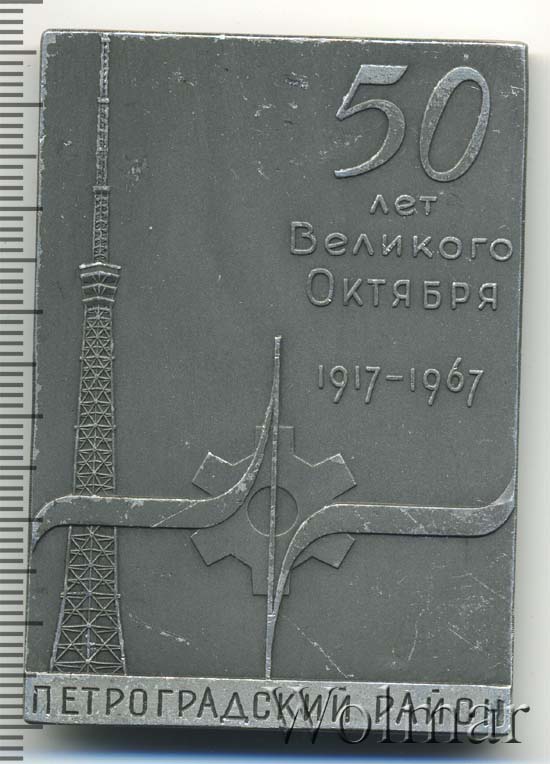 50
лет
Великого
Октября
1917-1967
ПЕТРОГРАДСКИЙ РАЙОН
Wolmar